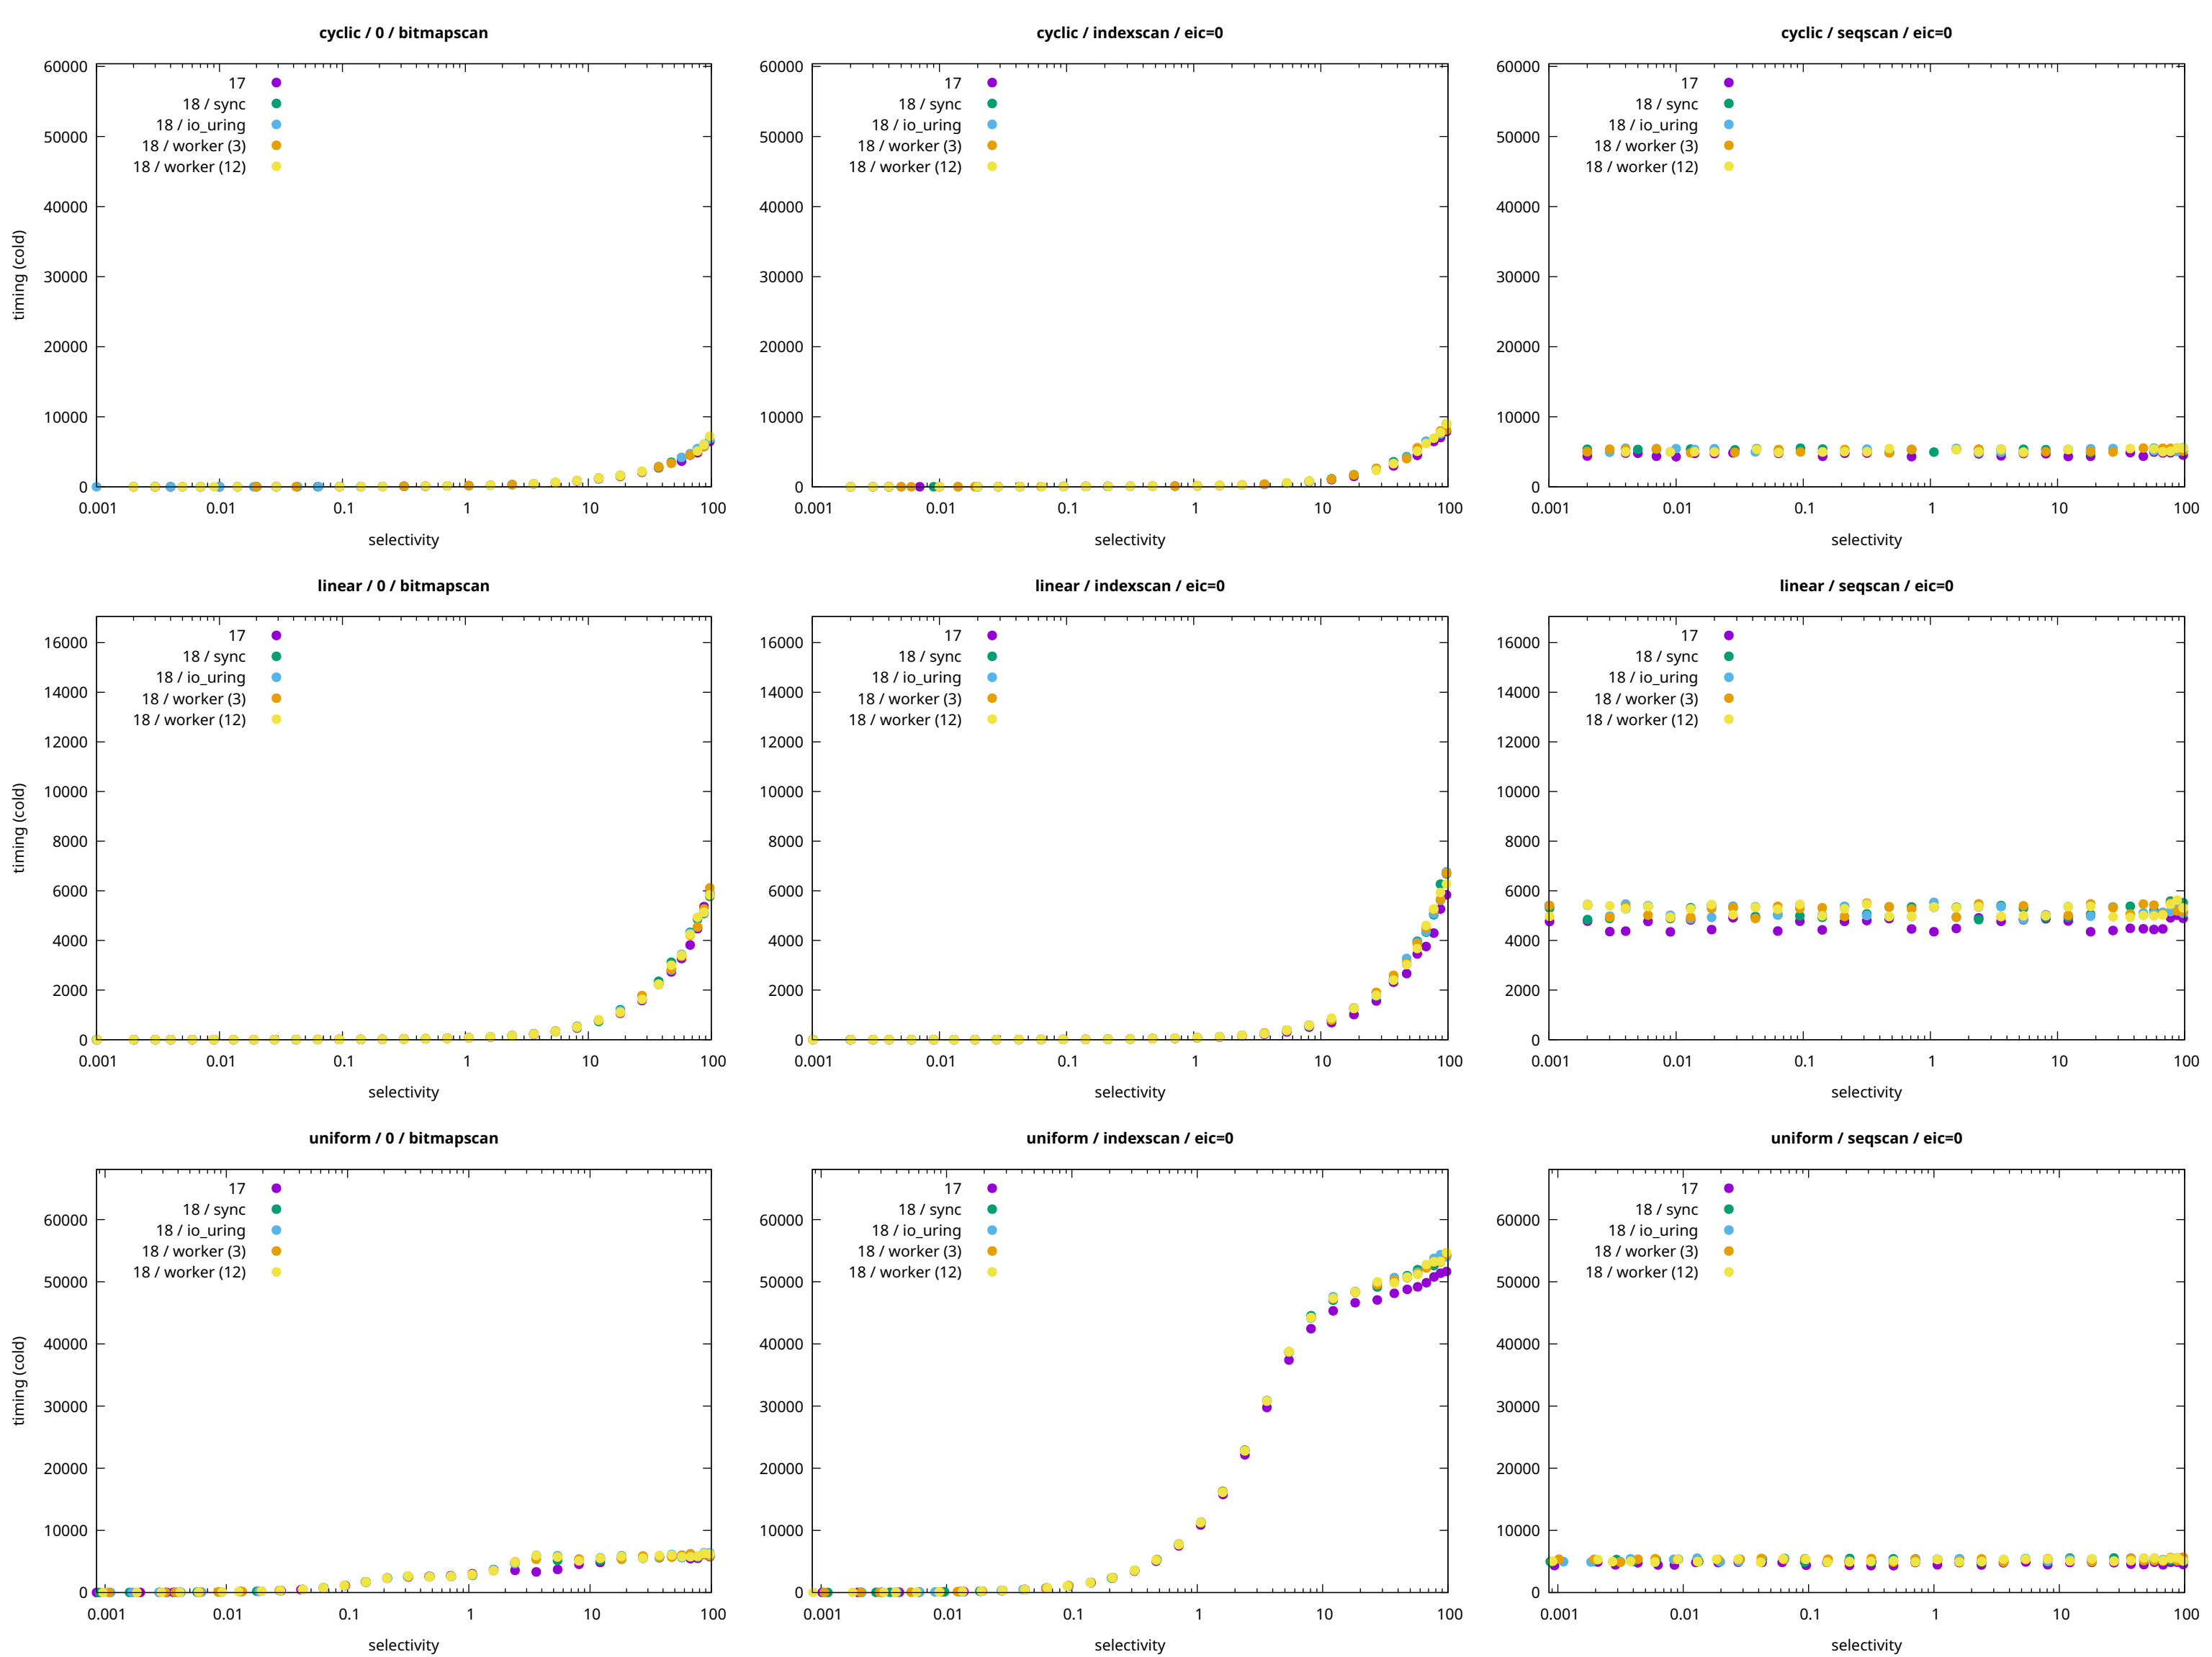 cyclic / 0 / bitmapscan
60000
50000
40000
30000
20000
10000
0
timing (cold)
17
18 / sync
18 / io_uring
18 / worker (3)
18 / worker (12)
0.001 0.01 0.1 1 10 100
selectivity
cyclic / indexscan / eic=0
60000
50000
40000
30000
20000
10000
0
17
18 / sync
18 / io_uring
18 / worker (3)
18 / worker (12)
0.001 0.01 0.1 1 10 100
selectivity
cyclic / seqscan / eic=0
60000
50000
40000
30000
20000
10000
0
17
18 / sync
18 / io_uring
18 / worker (3)
18 / worker (12)
0.001 0.01 0.1 1 10 100
selectivity
linear / 0 / bitmapscan
16000
14000
12000
10000
8000
6000
4000
2000
0
timing (cold)
17
18 / sync
18 / io_uring
18 / worker (3)
18 / worker (12)
0.001 0.01 0.1 1 10 100
selectivity
linear / indexscan / eic=0
16000
14000
12000
10000
8000
6000
4000
2000
0
17
18 / sync
18 / io_uring
18 / worker (3)
18 / worker (12)
0.001 0.01 0.1 1 10 100
selectivity
linear / seqscan / eic=0
16000
14000
12000
10000
8000
6000
4000
2000
0
17
18 / sync
18 / io_uring
18 / worker (3)
18 / worker (12)
0.001 0.01 0.1 1 10 100
selectivity
uniform / 0 / bitmapscan
60000
50000
40000
30000
20000
10000
0
timing (cold)
17
18 / sync
18 / io_uring
18 / worker (3)
18 / worker (12)
0.001 0.01 0.1 1 10 100
selectivity
uniform / indexscan / eic=0
60000
50000
40000
30000
20000
10000
0
17
18 / sync
18 / io_uring
18 / worker (3)
18 / worker (12)
0.001 0.01 0.1 1 10 100
selectivity
uniform / seqscan / eic=0
60000
50000
40000
30000
20000
10000
0
17
18 / sync
18 / io_uring
18 / worker (3)
18 / worker (12)
0.001 0.01 0.1 1 10 100
selectivity